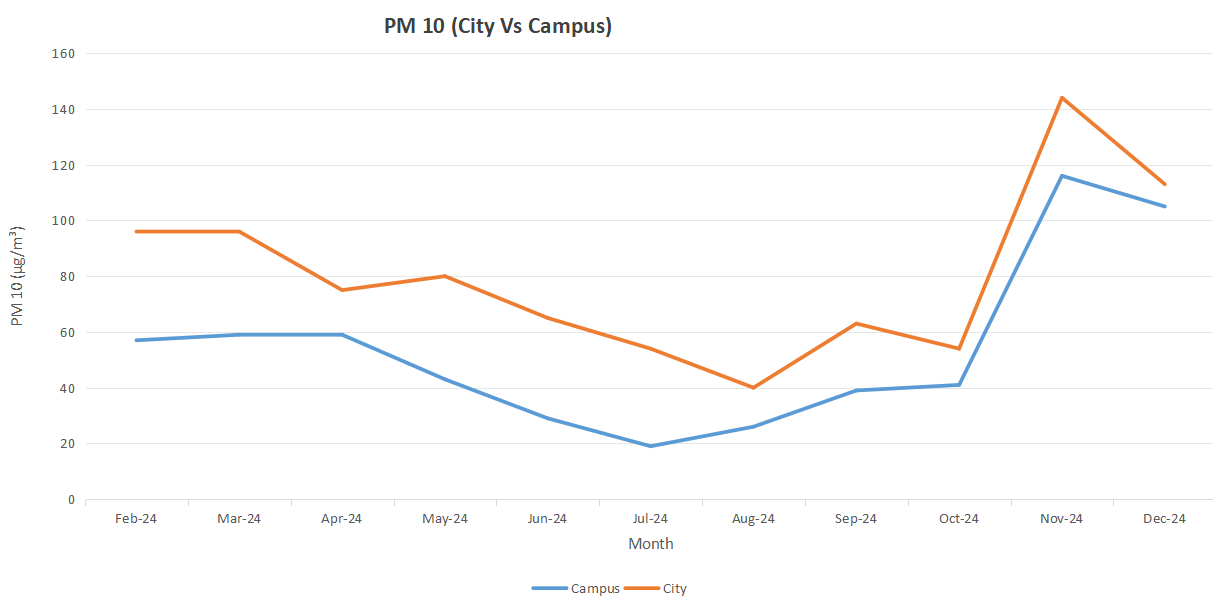 PM 10 (City Vs Campus)
160
140
120
100
80
60
40
20
0
PM 10 (µg/m³)
Feb-24 Mar-24 Apr-24 May-24 Jun-24 Jul-24 Aug-24 Sep-24 Oct-24 Nov-24 Dec-24
Month
Campus City